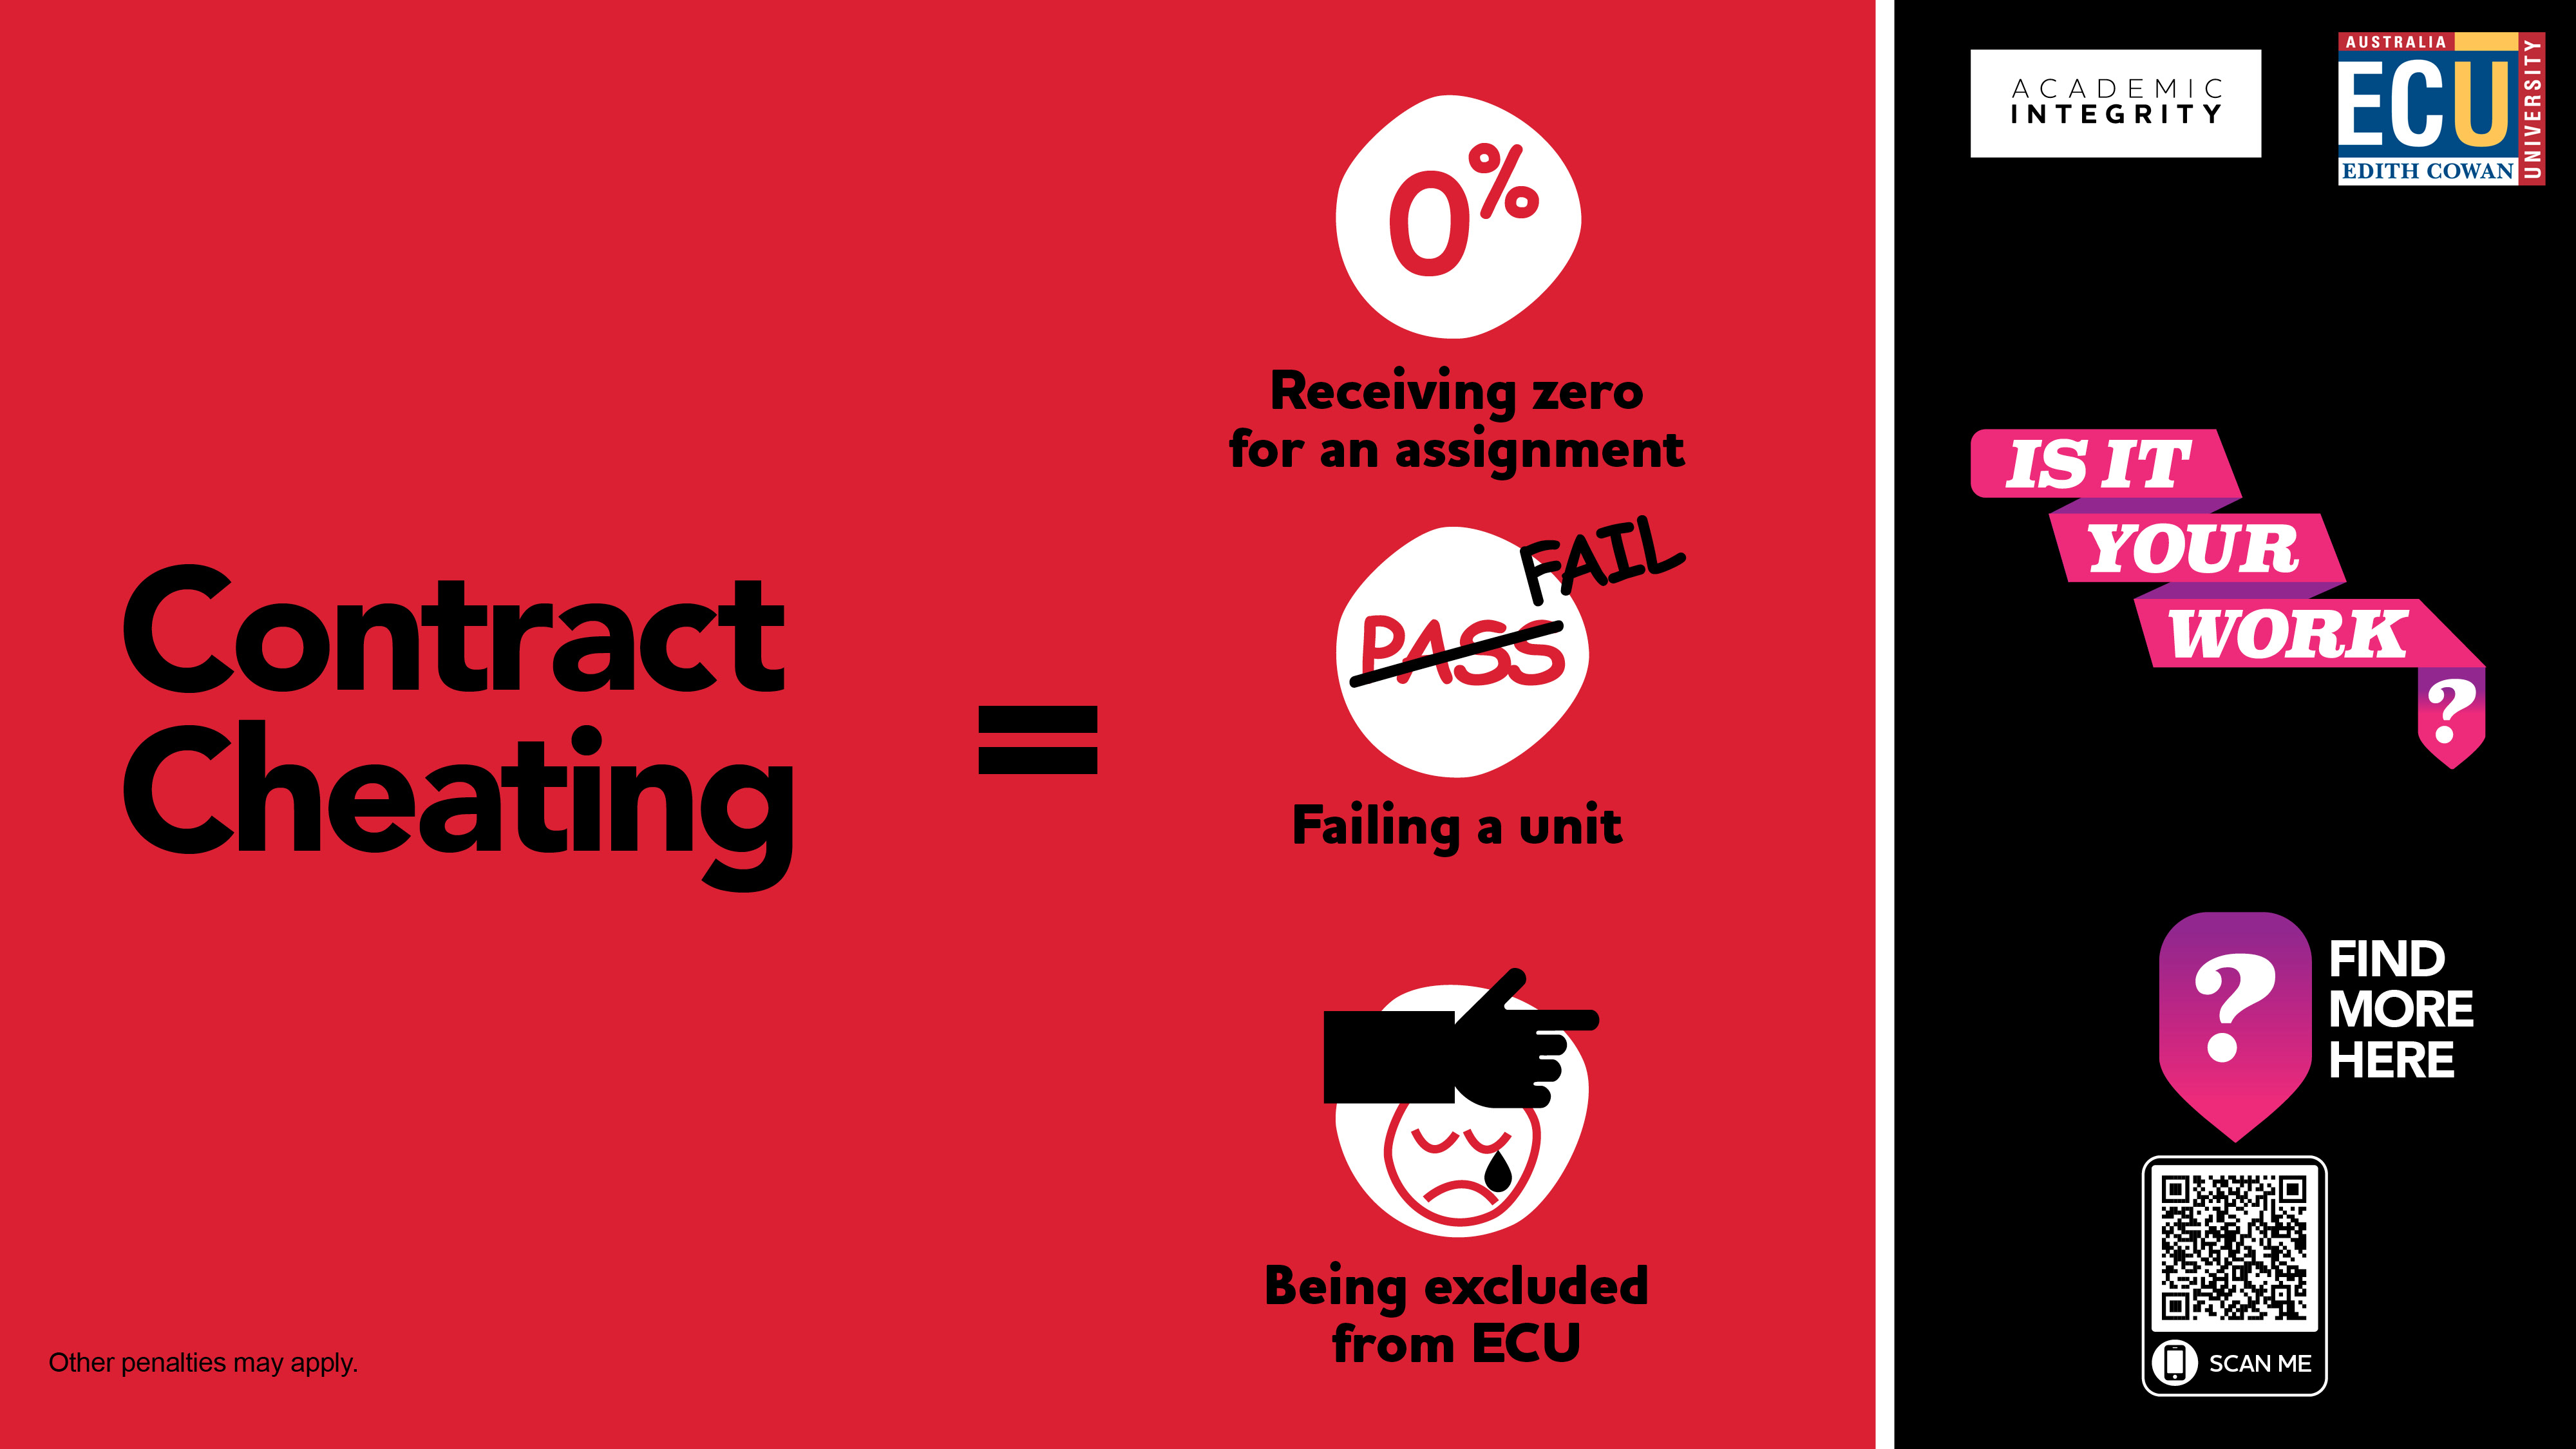 Contract
Cheating
=
0%
Receiving zero
for an assignment
FAIL
PASS
Failing a unit
Being excluded
from ECU
Other penalties may apply.
ACADEMIC
INTEGRITY
AUSTRALIA
ECU
EDITH COWAN
UNIVERSITY
IS IT
YOUR
WORK
?
?
FIND
MORE
HERE
SCAN ME